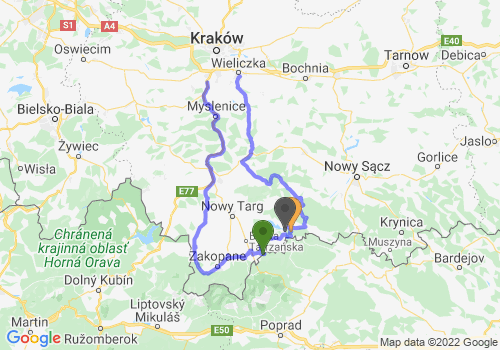 S1
A4
Kraków
E40
Oswiecim
Wieliczka
Tarnow
Debica
Bochnia
Bielsko-Biala
Myslenice
Żywiec
Jaslo
Gorlice
Wisła
Nowy Sącz
E77
Nowy Targ
Krynica
Chránená
krajinná oblasť
Horná Orava
Muszyna
Tatrzańska
Zakopane
Bardejov
Dolný Kubín
Liptovský
Mikuláš
Martin
E50
Poprad
Ružomberok
Google
Map data ©2022 Google